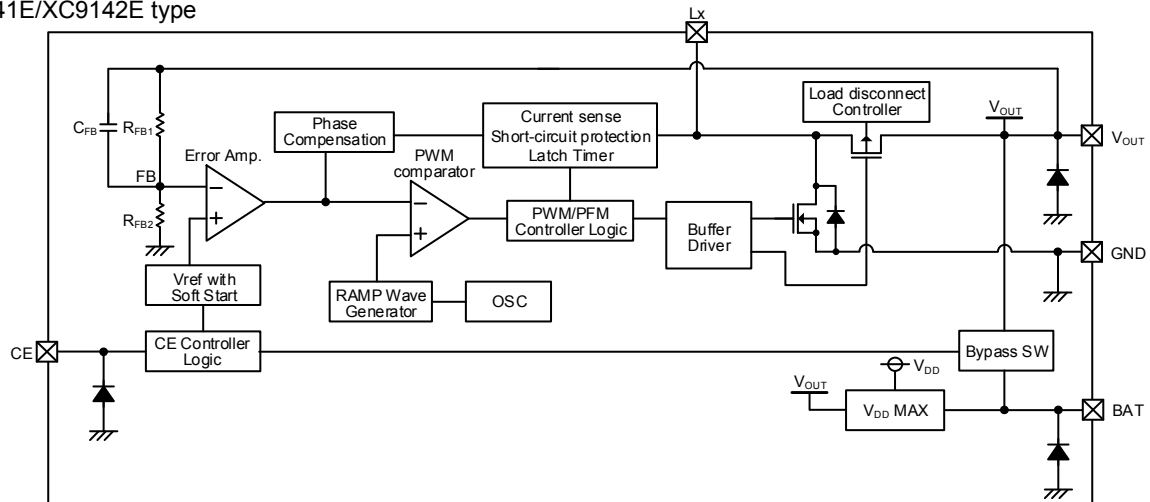 41E/XC9142E type
Lx
Load disconnect
Controller
VOUT
CFB
RFB1
Phase
Compensation
Current sense
Short-circuit protection
Latch Timer
VOUT
Error Amp.
PWM
comparator
FB
RFB2
PWM/PFM
Controller Logic
Buffer
Driver
GND
Vref with
Soft Start
RAMP Wave
Generator
OSC
CE
CE Controller
Logic
Bypass SW
VDD
VOUT
VDD MAX
BAT